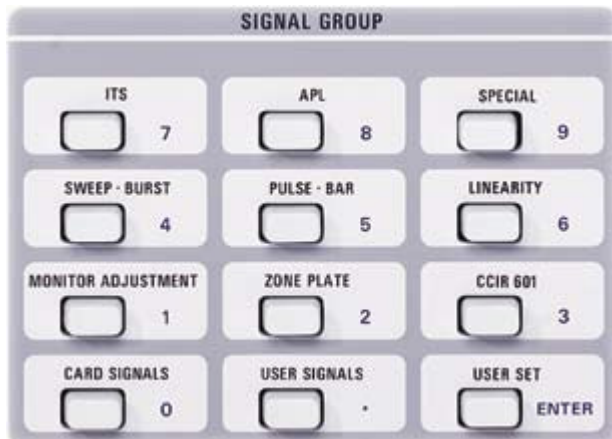 SIGNAL GROUP
ITS APL SPECIAL
7 8 9
SWEEP · BURST PULSE · BAR LINEARITY
4 5 6
MONITOR ADJUSTMENT ZONE PLATE CCIR 601
1 2 3
CARD SIGNALS USER SIGNALS USER SET
0 · ENTER